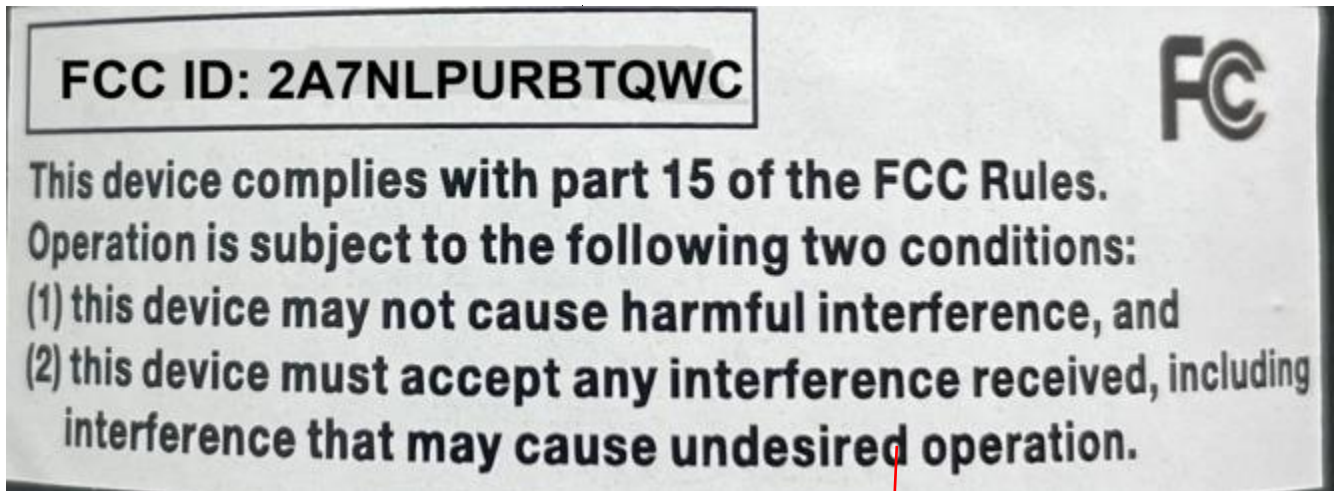 FCC ID: 2A7NLPURBTQWC
FC
This device complies with part 15 of the FCC Rules.
Operation is subject to the following two conditions:
(1) this device may not cause harmful interference, and
(2) this device must accept any interference received, including
interference that may cause undesired operation.